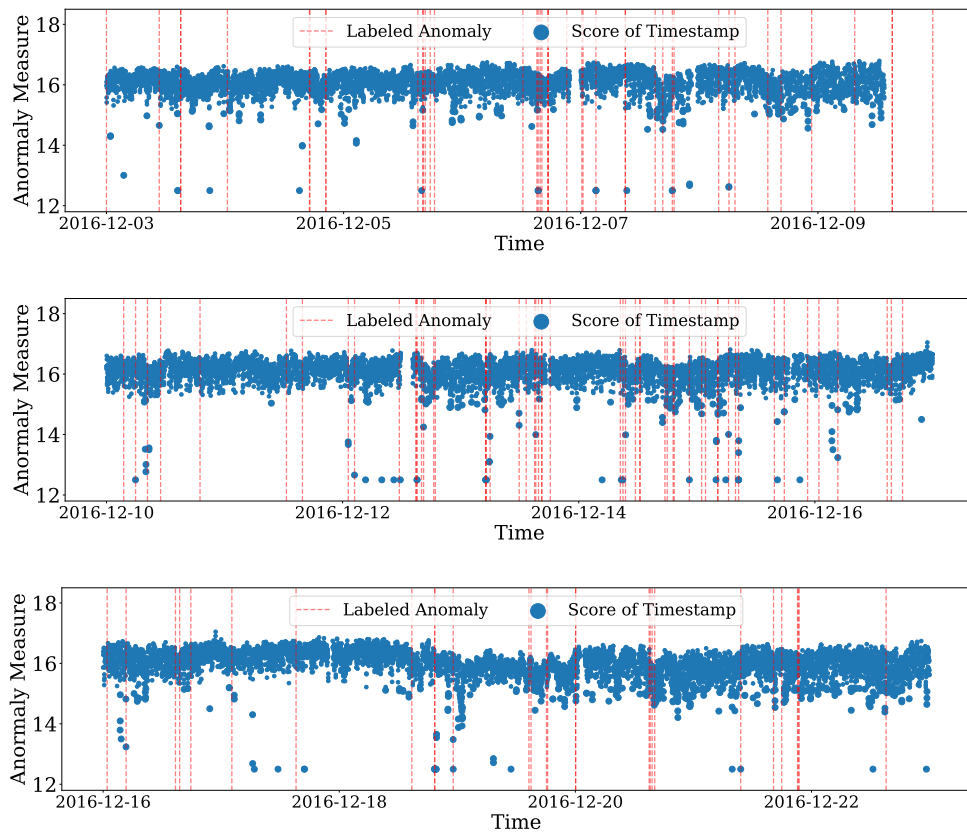 18
16
14
12
Anormaly Measure
Labeled Anomaly
Score of Timestamp
2016-12-03
2016-12-05
2016-12-07
2016-12-09
Time
18
16
14
12
Anormaly Measure
Labeled Anomaly
Score of Timestamp
2016-12-10
2016-12-12
2016-12-14
2016-12-16
Time
18
16
14
12
Anormaly Measure
Labeled Anomaly
Score of Timestamp
2016-12-16
2016-12-18
2016-12-20
2016-12-22
Time